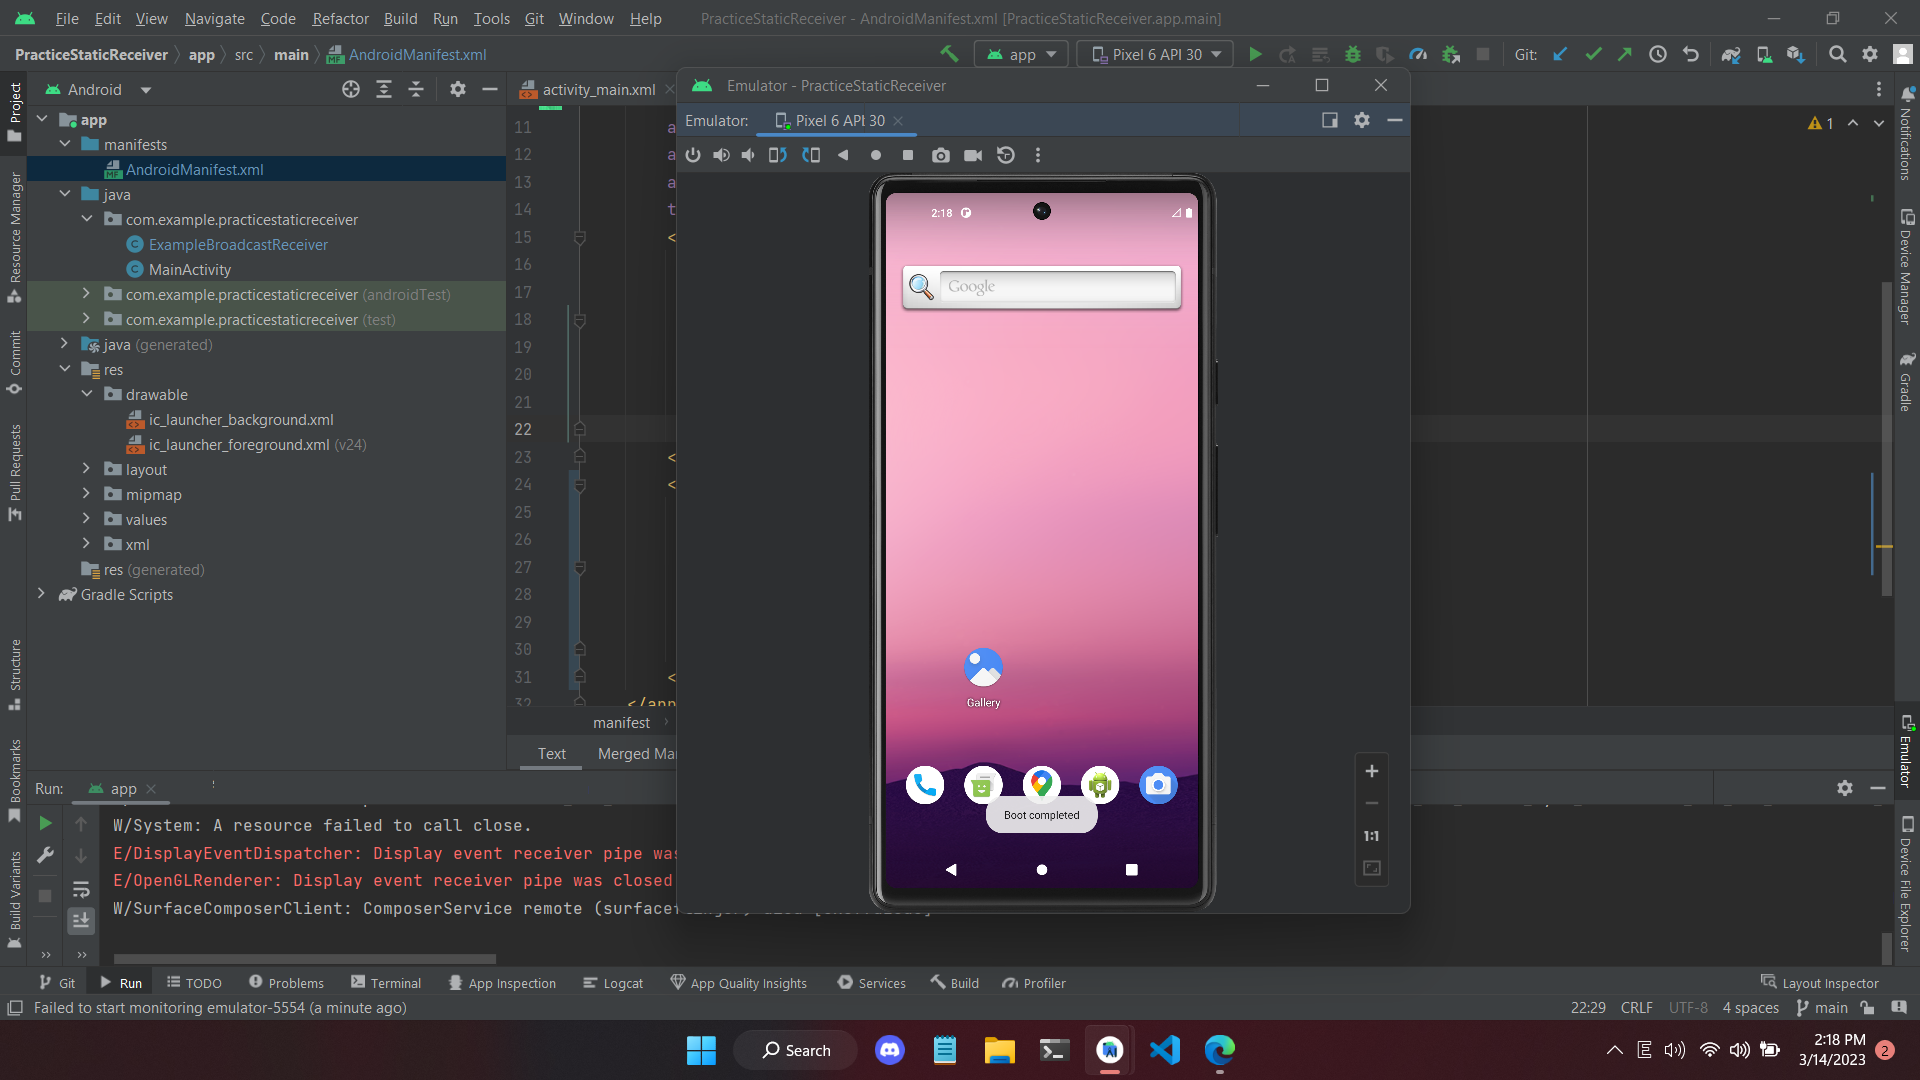 File Edit View Navigate Code Refactor Build Run Tools Git Window Help PracticeStaticReceiver - AndroidManifest.xml [PracticeStaticReceiver.app.main]
PracticeStaticReceiver app src main AndroidManifest.xml app Pixel 6 API 30 Git:
Project
Resource Manager
Commit
Pull Requests
Structure
Bookmarks
Build Variants
Android
app
manifests
AndroidManifest.xml
java
com.example.practicestaticreceiver
ExampleBroadcastReceiver
MainActivity
com.example.practicestaticreceiver (androidTest)
com.example.practicestaticreceiver (test)
java (generated)
res
drawable
ic_launcher_background.xml
ic_launcher_foreground.xml (v24)
layout
mipmap
values
xml
res (generated)
Gradle Scripts
activity_main.xml
11 a
12 a
13 a
14 t
15 <
16
17
18
19
20
21
22
23 <
24 <
25
26
27
28
29
30
31 <
32 </app
manifest
Text Merged Ma
1
Emulator - PracticeStaticReceiver
Emulator: Pixel 6 API 30
2:18
Google
Gallery
Boot completed
1:1
Notifications
Device Manager
Gradle
Emulator
Device File Explorer
Run: app
W/System: A resource failed to call close.
E/DisplayEventDispatcher: Display event receiver pipe was
E/OpenGLRenderer: Display event receiver pipe was closed
W/SurfaceComposerClient: ComposerService remote (surfacef
Git Run TODO Problems Terminal App Inspection Logcat App Quality Insights Services Build Profiler Layout Inspector
Failed to start monitoring emulator-5554 (a minute ago) 22:29 CRLF UTF-8 4 spaces main
Search
2:18 PM
3/14/2023 2